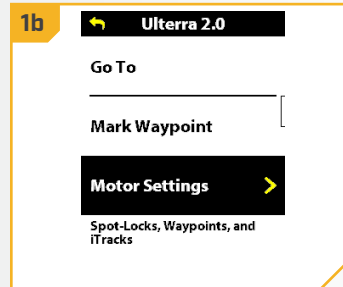 1b
Ulterra 2.0
Go To
Mark Waypoint
Motor Settings
Spot-Locks, Waypoints, and
iTracks